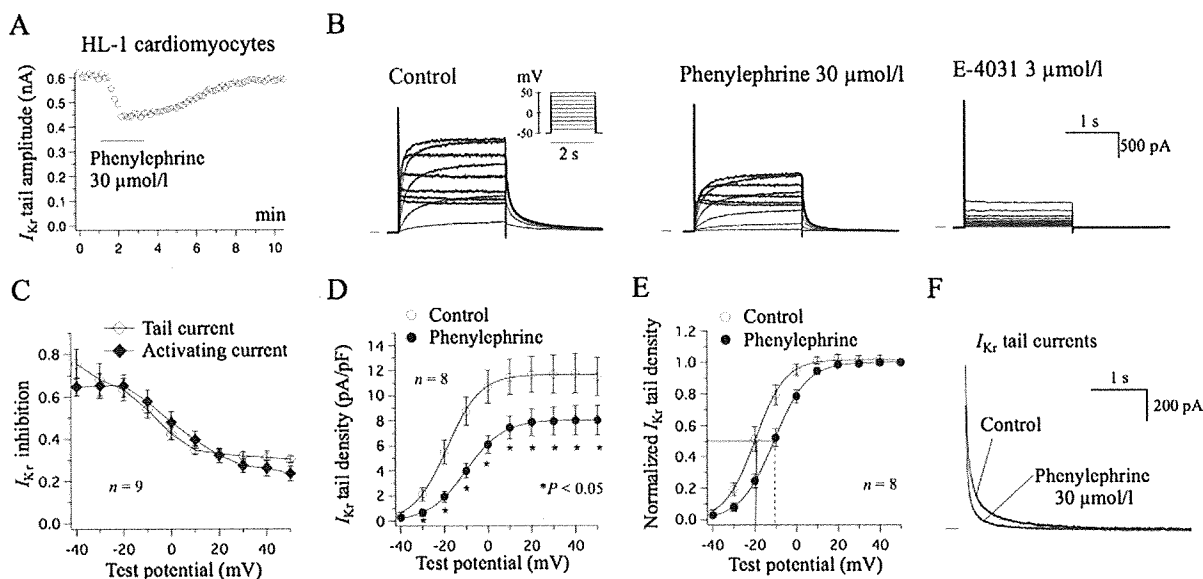 A
HL-1 cardiomyocytes
I_Kr tail amplitude (nA)
0.6
0.5
0.4
0.3
0.2
0.1
0.0
Phenylephrine
30 µmol/l
min
0 2 4 6 8 10
B
Control
mV
50
0
-50
2 s
Phenylephrine 30 µmol/l
E-4031 3 µmol/l
1 s
500 pA
C
Tail current
Activating current
I_Kr inhibition
0.8
0.6
0.4
0.2
0.0
n = 9
-40 -20 0 20 40
Test potential (mV)
D
Control
Phenylephrine
I_Kr tail density (pA/pF)
14
12
10
8
6
4
2
0
n = 8
* * * * * * * * *
*P < 0.05
-40 -20 0 20 40
Test potential (mV)
E
Control
Phenylephrine
Normalized I_Kr tail density
1.2
1.0
0.8
0.6
0.4
0.2
0.0
n = 8
-40 -20 0 20 40
Test potential (mV)
F
I_Kr tail currents
1 s
200 pA
Control
Phenylephrine
30 µmol/l